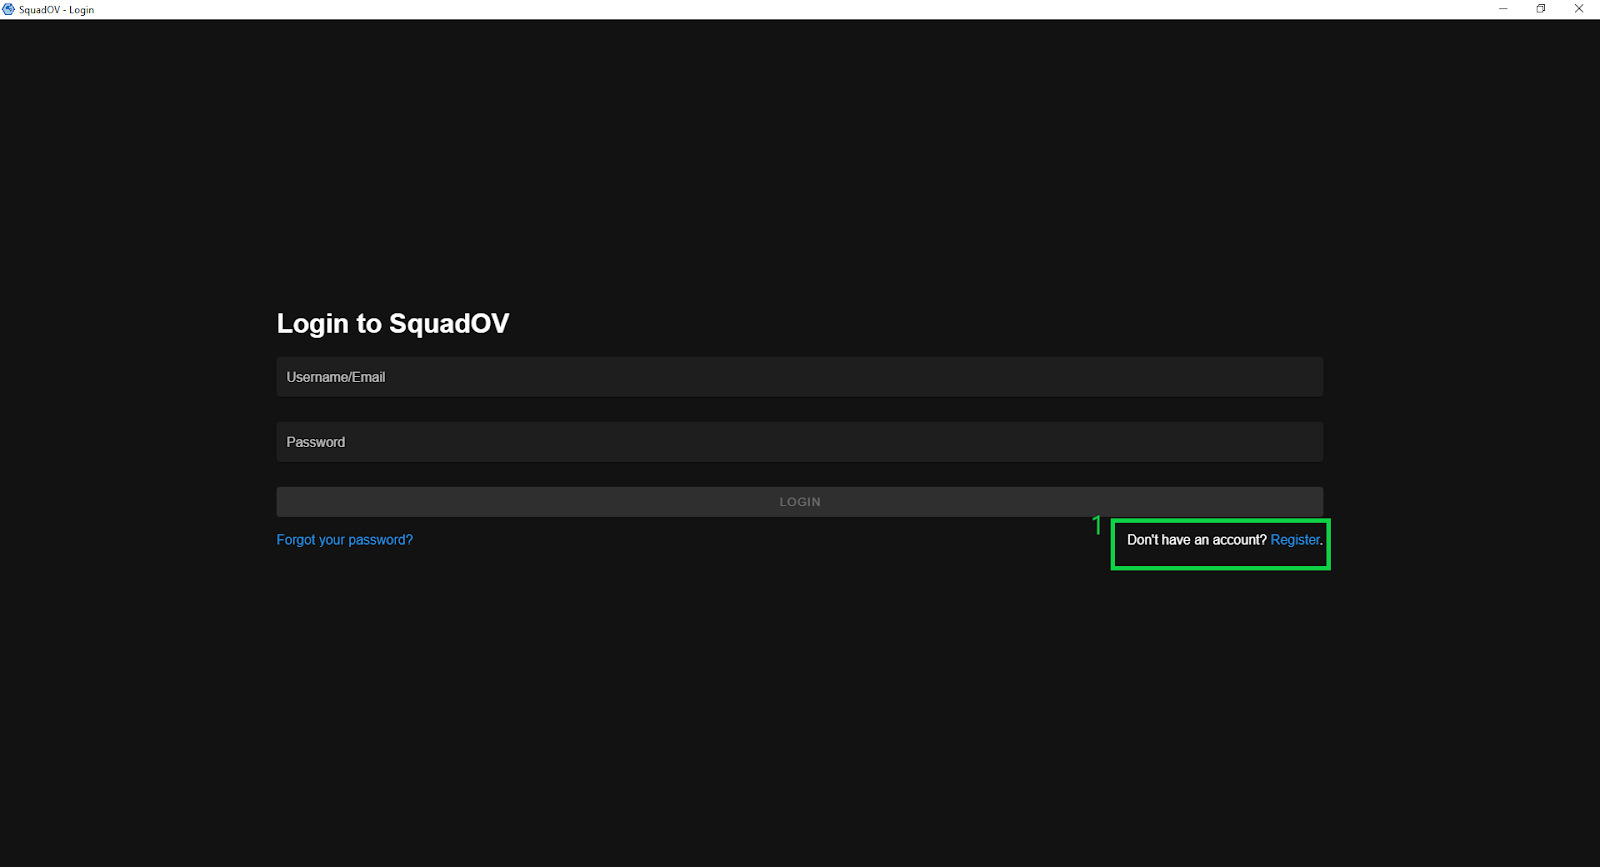 SquadOV - Login
Login to SquadOV
Username/Email
Password
LOGIN
Forgot your password?
1
Don't have an account? Register.